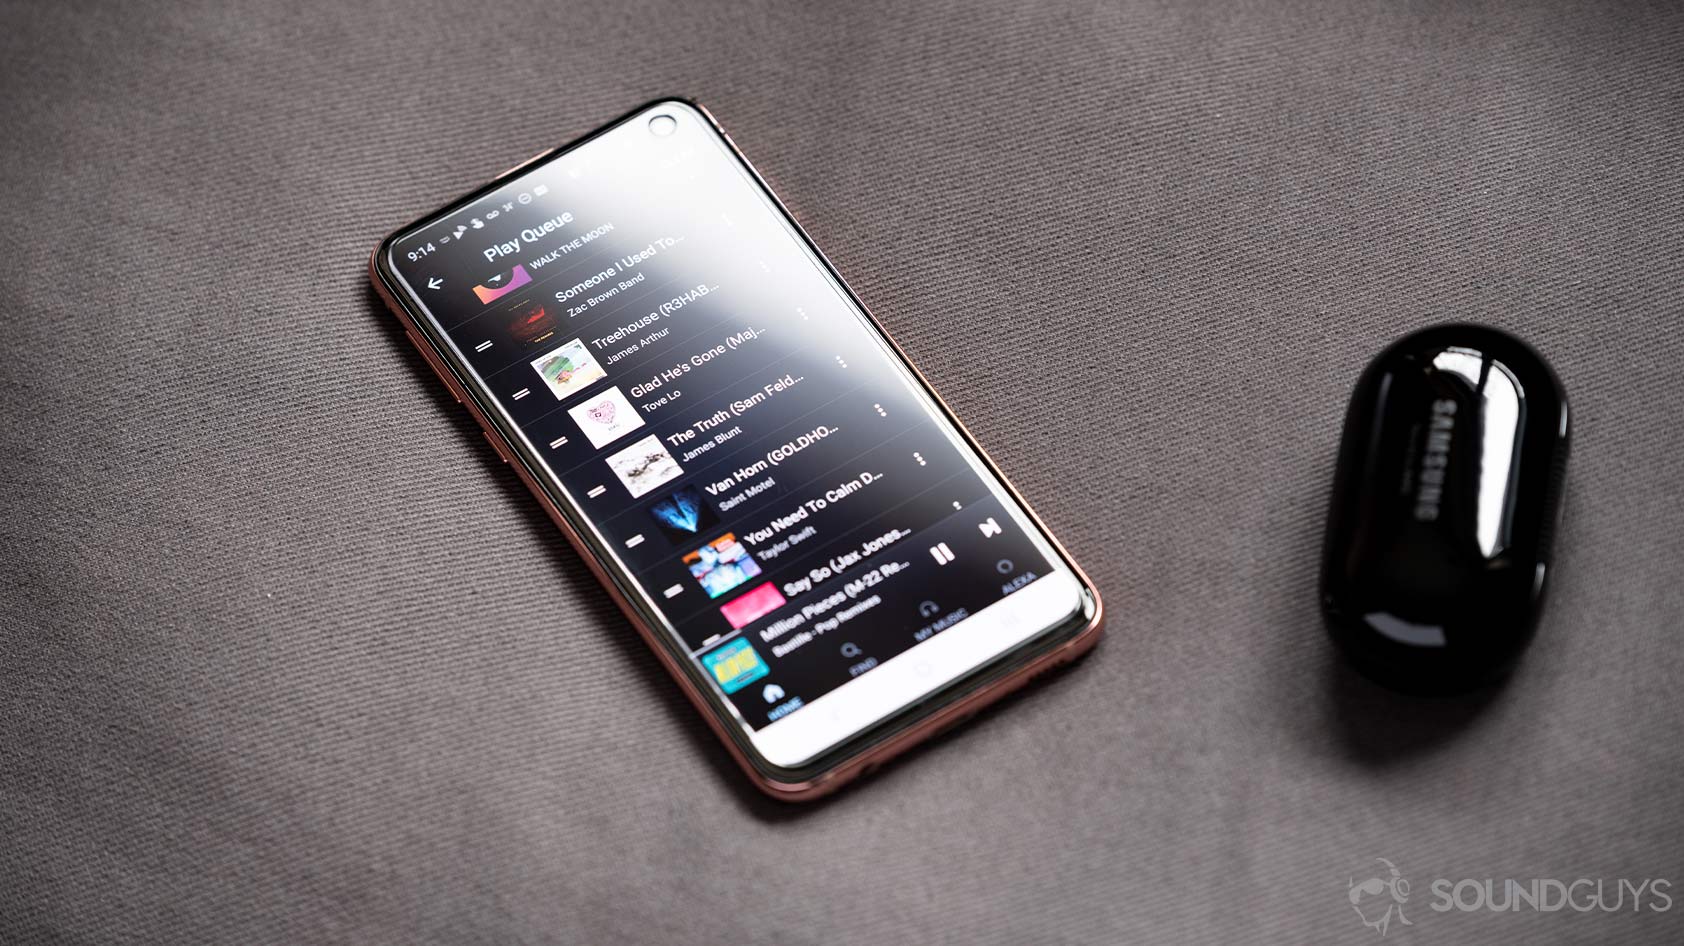 9:14
Play Queue
WALK THE MOON
Someone I Used To...
Zac Brown Band
Treehouse (R3HAB...
James Arthur
Glad He's Gone (Maj...
Tove Lo
The Truth (Sam Feld...
James Blunt
Van Horn (GOLDHO...
Saint Motel
You Need To Calm D...
Taylor Swift
Say So (Jax Jones...
Million Pieces (M-22 Re...
Bastille - Pop Remixes
HOME
FIND
MY MUSIC
ALEXA
SAMSUNG
SOUNDGUYS